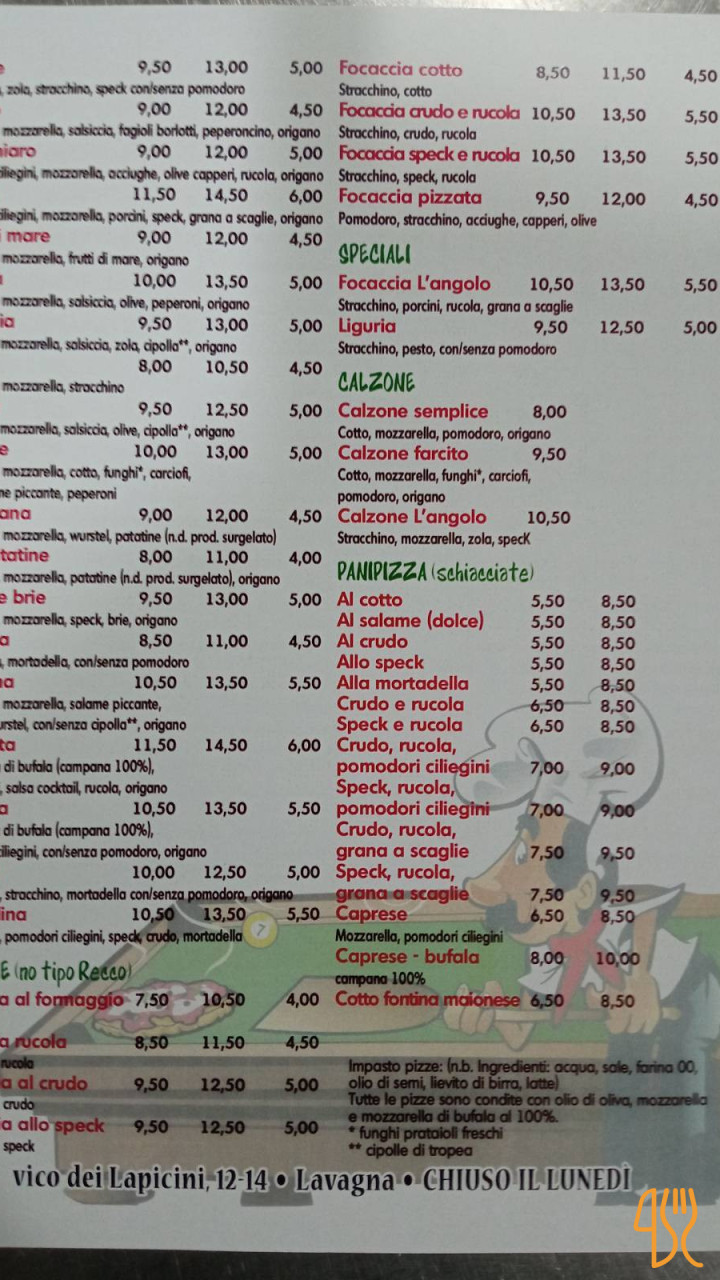 9,50 13,00 5,00
zola, stracchino, speck con/senza pomodoro
9,00 12,00 4,50
mozzarella, salsiccia, fagioli borlotti, peperoncino, origano
9,00 12,00 5,00
mozzarella, acciughe, olive capperi, rucola, origano
11,50 14,50 6,00
mozzarella, porcini, speck, grana a scaglie, origano
mare 9,00 12,00 4,50
mozzarella, frutti di mare, origano
10,00 13,50 5,00
mozzarella, salsiccia, olive, peperoni, origano
9,50 13,00 5,00
mozzarella, salsiccia, zola, cipolla**, origano
8,00 10,50 4,50
mozzarella, stracchino
9,50 12,50 5,00
mozzarella, salsiccia, olive, cipolla**, origano
10,00 13,00 5,00
mozzarella, cotto, funghi*, carciofi,
piccante, peperoni
9,00 12,00 4,50
mozzarella, wurstel, patatine (n.d. prod. surgelato)
8,00 11,00 4,00
mozzarella, patatine (n.d. prod. surgelato), origano
e brie 9,50 13,00 5,00
mozzarella, speck, brie, origano
8,50 11,00 4,50
, mortadella, con/senza pomodoro
10,50 13,50 5,50
mozzarella, salame piccante,
con/senza cipolla**, origano
11,50 14,50 6,00
di bufala (campana 100%),
, salsa cocktail, rucola, origano
10,50 13,50 5,50
di bufala (campana 100%),
con/senza pomodoro, origano
10,00 12,50 5,00
, stracchino, mortadella con/senza pomodoro, origano
10,50 13,50 5,50
, pomodori ciliegini, speck, crudo, mortadella
E (no tipo Recco)
a al formaggio 7,50 10,50 4,00
a rucola 8,50 11,50 4,50
rucola
a al crudo 9,50 12,50 5,00
crudo
a allo speck 9,50 12,50 5,00
speck
Focaccia cotto 8,50 11,50 4,50
Stracchino, cotto
Focaccia crudo e rucola 10,50 13,50 5,50
Stracchino, crudo, rucola
Focaccia speck e rucola 10,50 13,50 5,50
Stracchino, speck, rucola
Focaccia pizzata 9,50 12,00 4,50
Pomodoro, stracchino, acciughe, capperi, olive
SPECIALI
Focaccia L'angolo 10,50 13,50 5,50
Stracchino, porcini, rucola, grana a scaglie
Liguria 9,50 12,50 5,00
Stracchino, pesto, con/senza pomodoro
CALZONE
Calzone semplice 8,00
Cotto, mozzarella, pomodoro, origano
Calzone farcito 9,50
Cotto, mozzarella, funghi*, carciofi,
pomodoro, origano
Calzone L'angolo 10,50
Stracchino, mozzarella, zola, specK
PANIPIZZA (schiacciate)
Al cotto 5,50 8,50
Al salame (dolce) 5,50 8,50
Al crudo 5,50 8,50
Allo speck 5,50 8,50
Alla mortadella 5,50 8,50
Crudo e rucola 6,50 8,50
Speck e rucola 6,50 8,50
Crudo, rucola,
pomodori ciliegini 7,00 9,00
Speck, rucola,
pomodori ciliegini 7,00 9,00
Crudo, rucola,
grana a scaglie 7,50 9,50
Speck, rucola,
grana a scaglie 7,50 9,50
Caprese 6,50 8,50
Mozzarella, pomodori ciliegini
Caprese - bufala 8,00 10,00
campana 100%
Cotto fontina maionese 6,50 8,50
7
Impasto pizze: (n.b. Ingredienti: acqua, sale, farina 00,
olio di semi, lievito di birra, latte)
Tutte le pizze sono condite con olio di oliva, mozzarella
e mozzarella di bufala al 100%.
* funghi prataioli freschi
** cipolle di tropea
vico dei Lapicini, 12-14 • Lavagna • CHIUSO IL LUNEDÌ